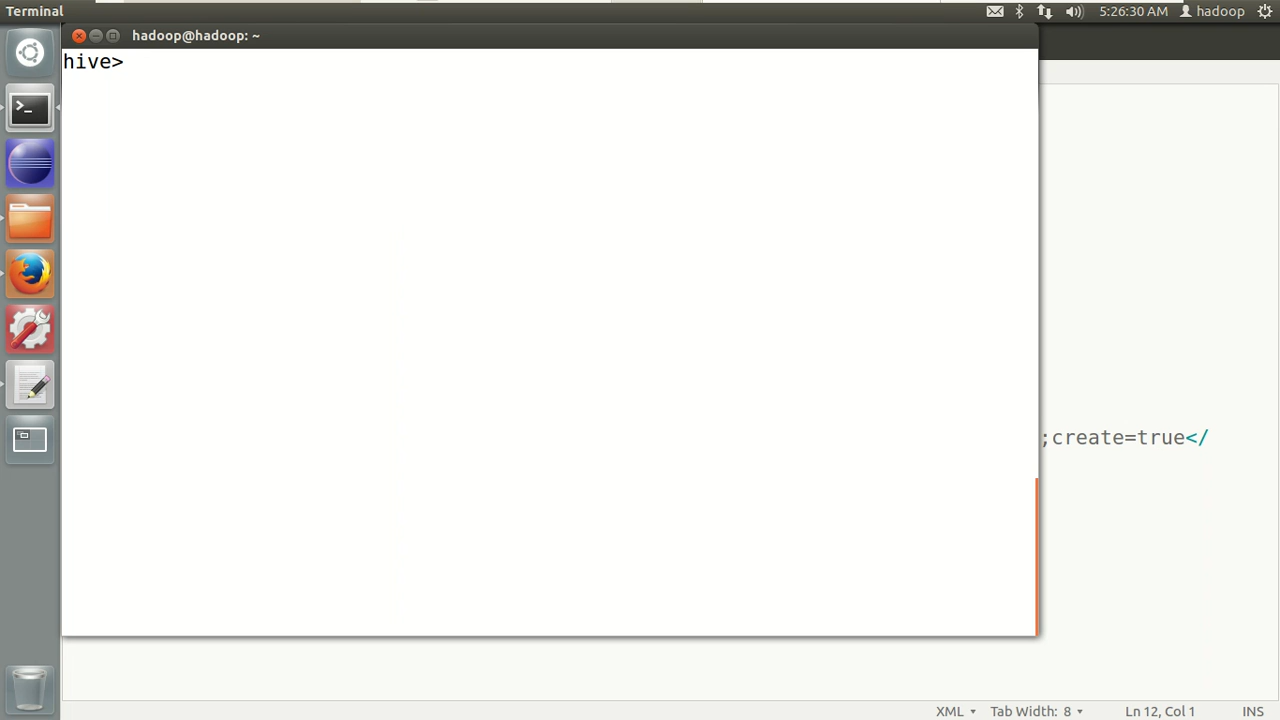 Terminal
5:26:30 AM
hadoop
hadoop@hadoop: ~
hive>
;create=true</
XML
Tab Width: 8
Ln 12, Col 1
INS